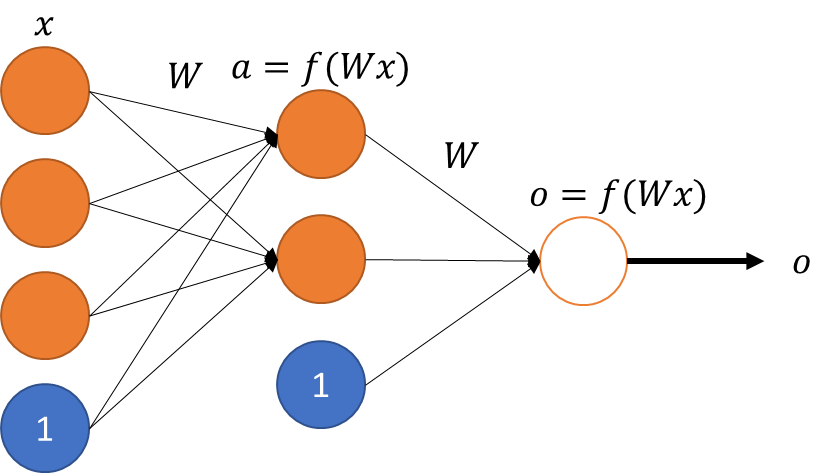 x
W
a = f(Wx)
W
o = f(Wx)
o
1
1